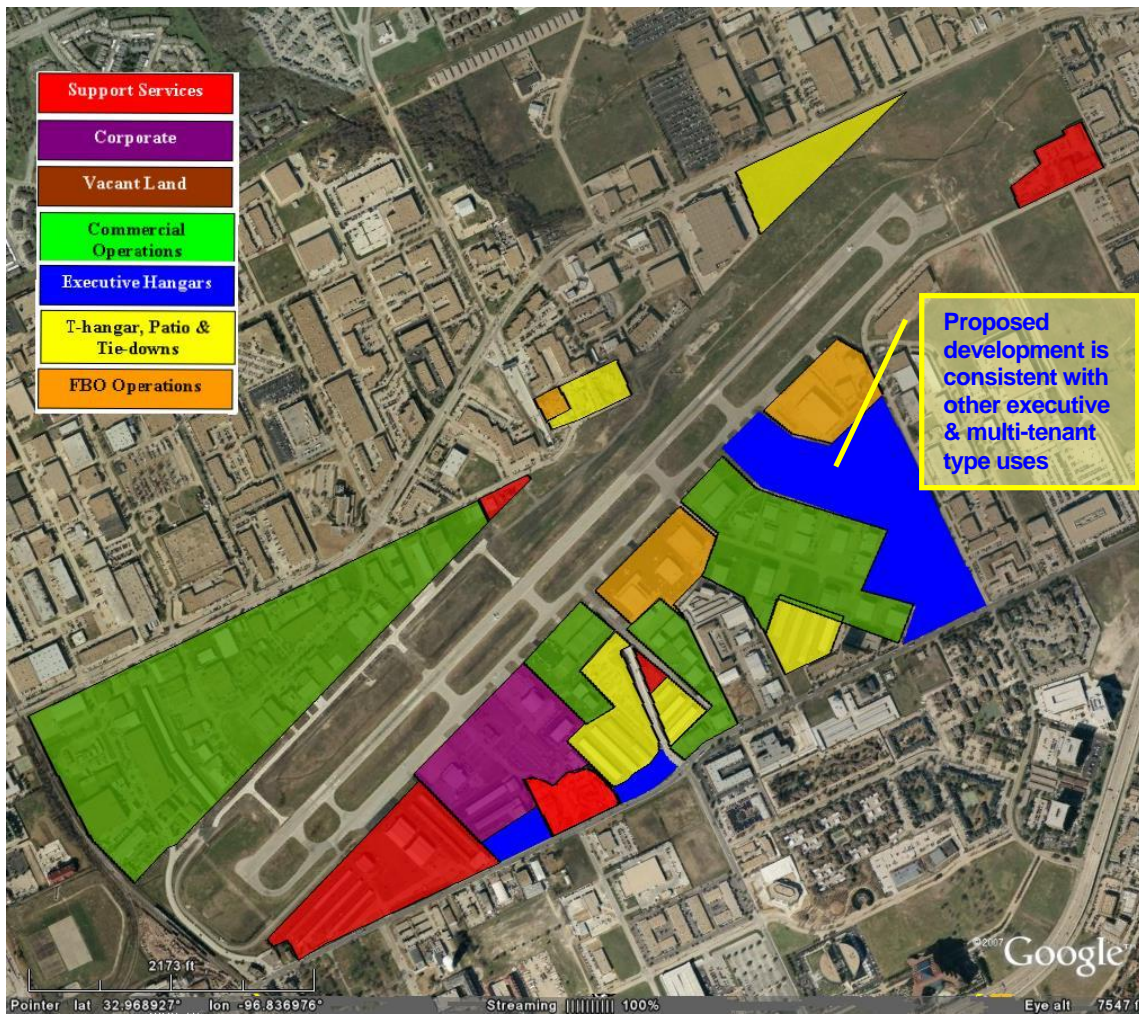 Support Services
Corporate
Vacant Land
Commercial
Operations
Executive Hangars
T-hangar, Patio &
Tie-downs
FBO Operations
Proposed
development is
consistent with
other executive
& multi-tenant
type uses
2173 ft
©2007 Google™
Pointer lat 32.968927° lon -96.836976° Streaming ||||||||| 100% Eye alt 7547 f